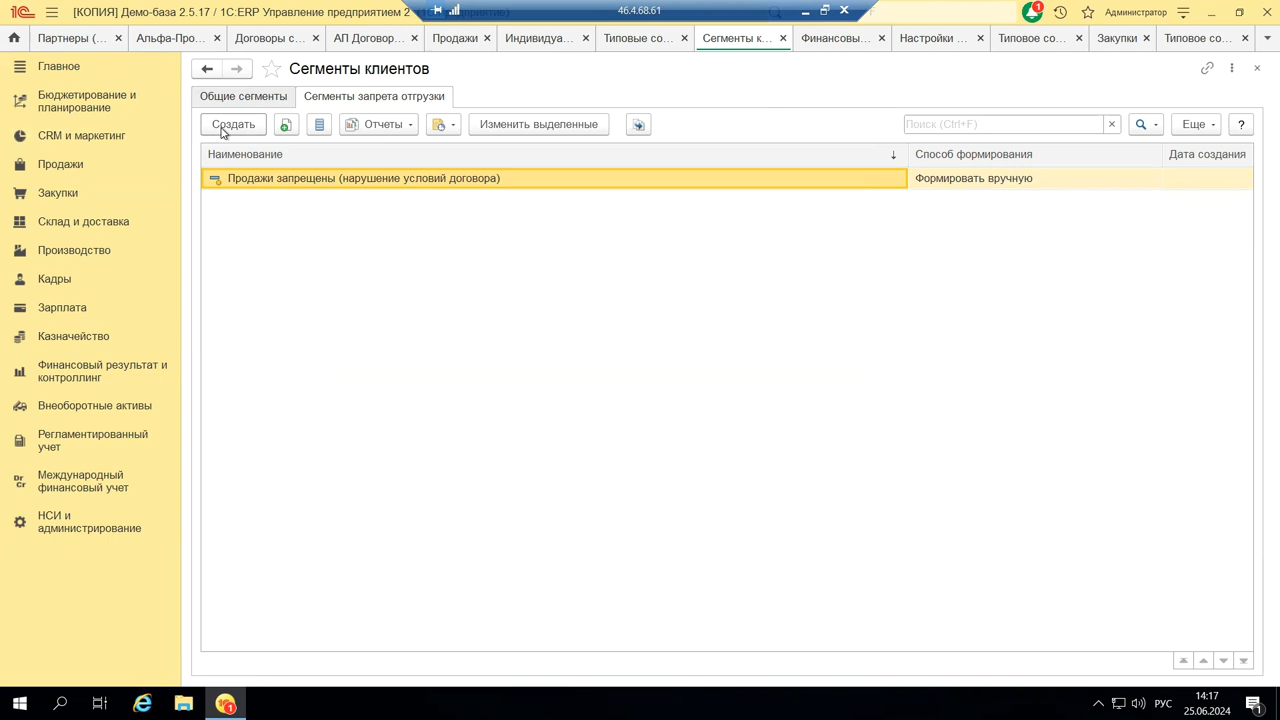 [КОПИЯ] Демо-база 2.5.17 / 1С:ERP Управление предприятием 2
46.4.68.61
1
Администратор
Партнеры (...
Альфа-Про...
Договоры с...
АП Договор...
Продажи
Индивидуа...
Типовые со...
Сегменты к...
Финансовы...
Настройки ...
Типовое со...
Закупки
Типовое со...
Главное
Бюджетирование и
планирование
CRM и маркетинг
Продажи
Закупки
Склад и доставка
Производство
Кадры
Зарплата
Казначейство
Финансовый результат и
контроллинг
Внеоборотные активы
Регламентированный
учет
Международный
финансовый учет
НСИ и
администрирование
Сегменты клиентов
Общие сегменты
Сегменты запрета отгрузки
Создать
Отчеты
Изменить выделенные
Поиск (Ctrl+F)
Еще
?
Наименование
Способ формирования
Дата создания
Продажи запрещены (нарушение условий договора)
Формировать вручную
РУС
14:17
25.06.2024
1